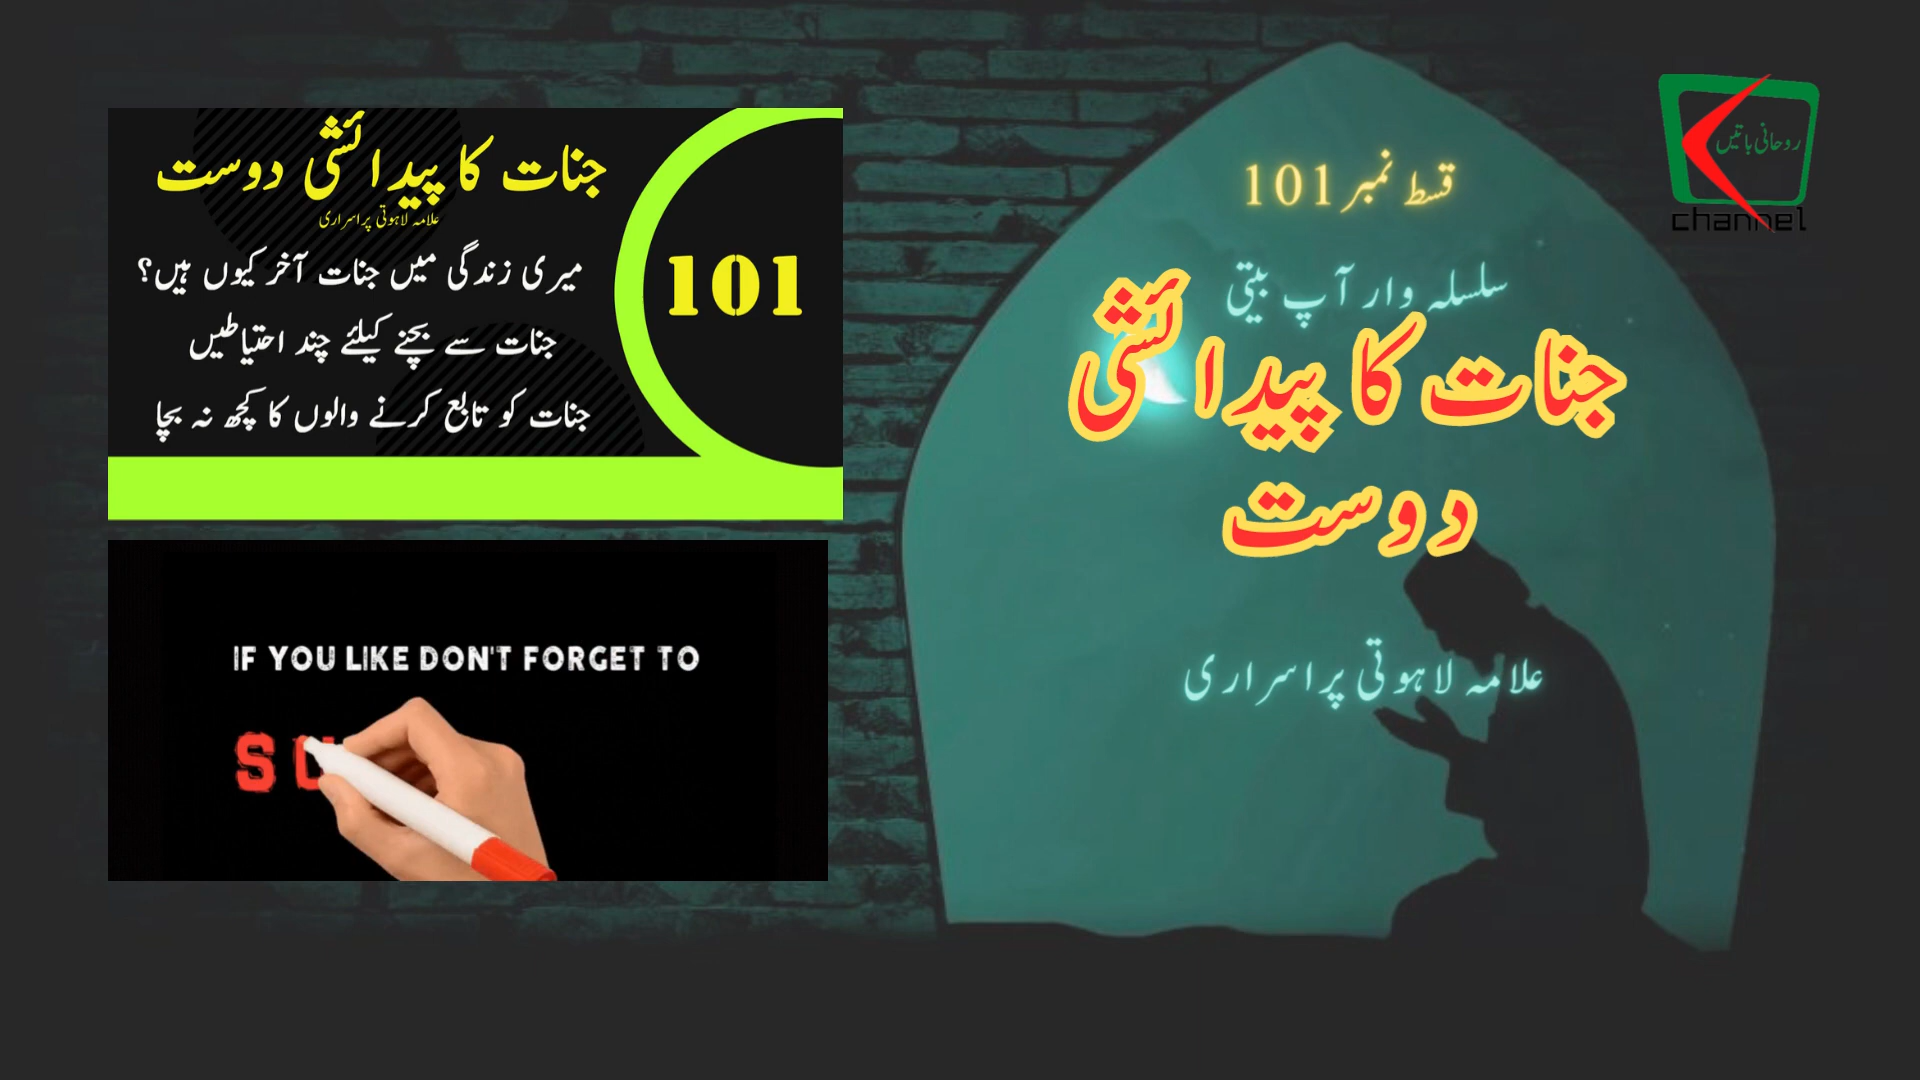 جنات کا پیدائشی دوست
علامہ لاہوتی پراسراری
میری زندگی میں جنات آخر کیوں ہیں؟
جنات سے بچنے کیلئے چند احتیاطیں
جنات کو تابع کرنے والوں کا کچھ نہ بچا
101
IF YOU LIKE DON'T FORGET TO
SU
قسط نمبر 101
سلسلہ وار آپ بیتی
جنات کا پیدائشی
دوست
علامہ لاہوتی پراسراری
روحانی باتیں
channel